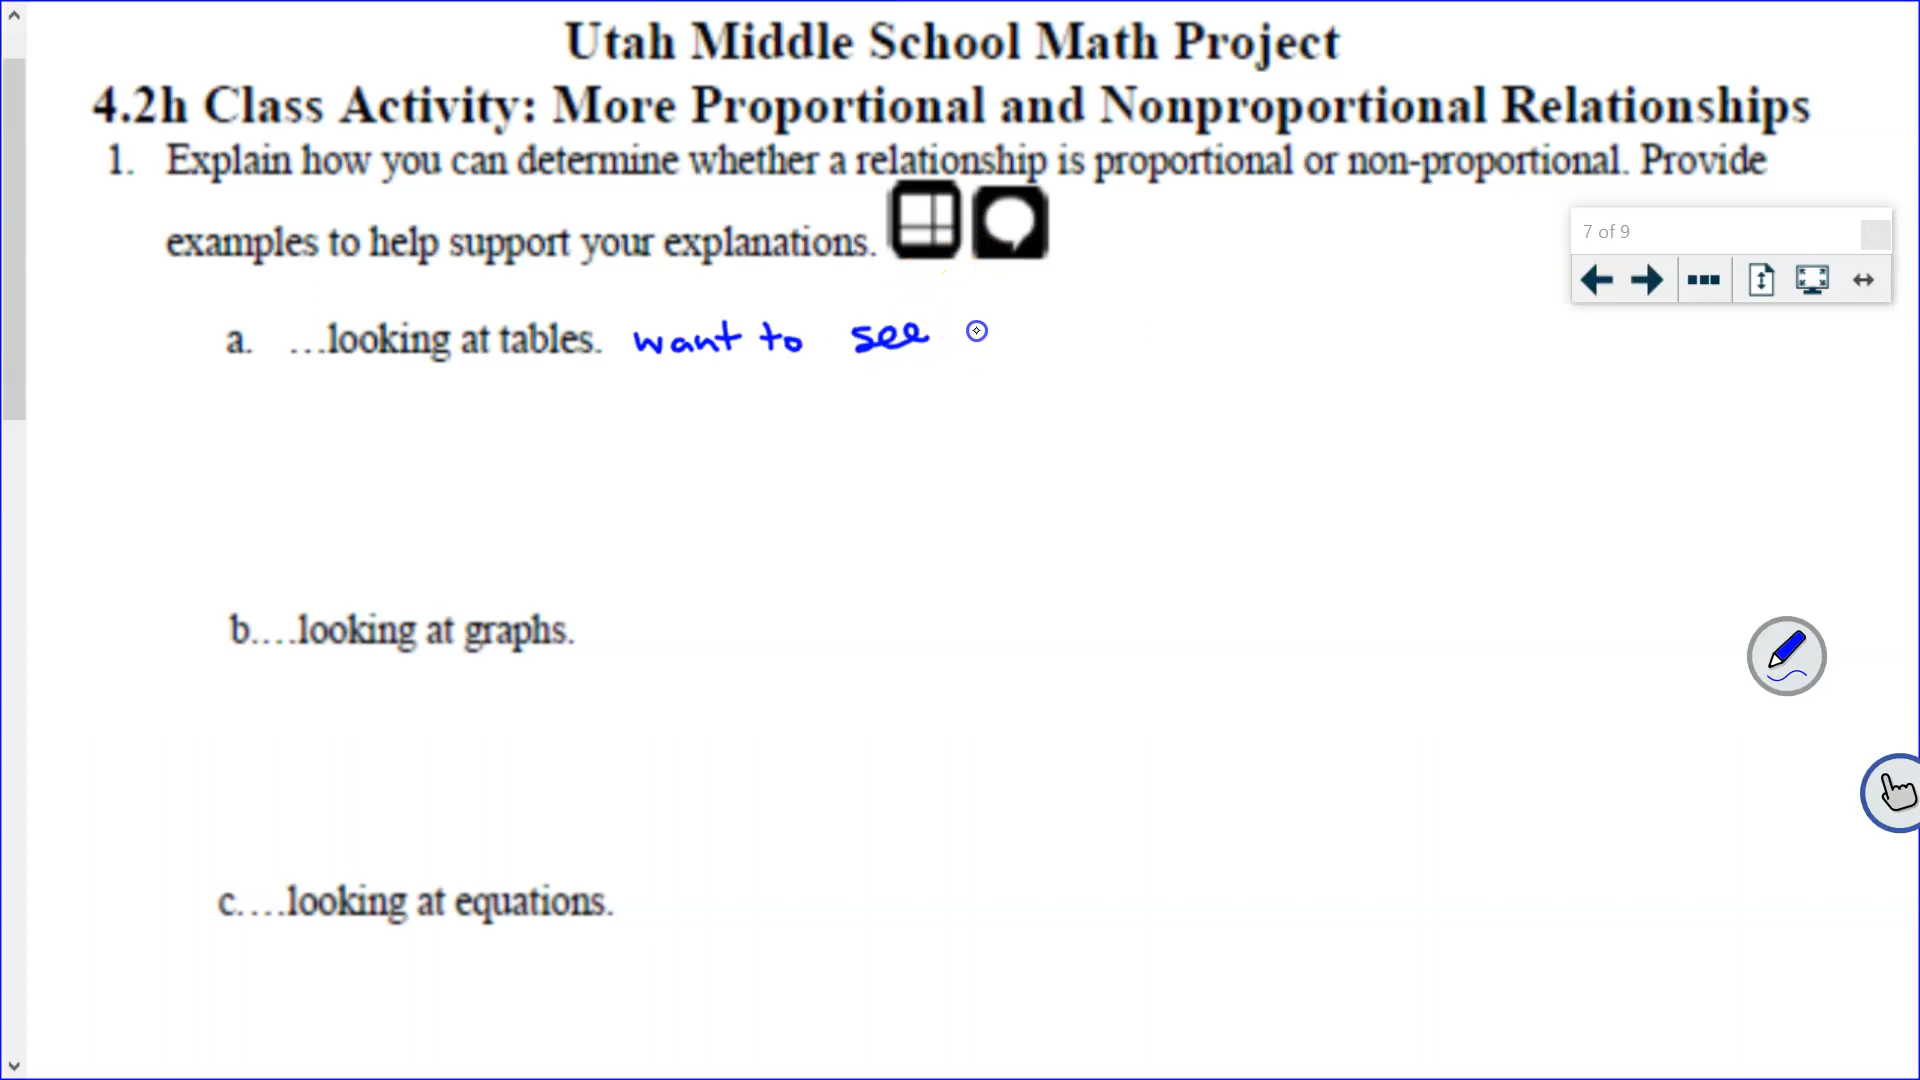 Utah Middle School Math Project
4.2h Class Activity: More Proportional and Nonproportional Relationships
1. Explain how you can determine whether a relationship is proportional or non-proportional. Provide
examples to help support your explanations.
7 of 9
a. …looking at tables. want to see
b.…looking at graphs.
c.…looking at equations.